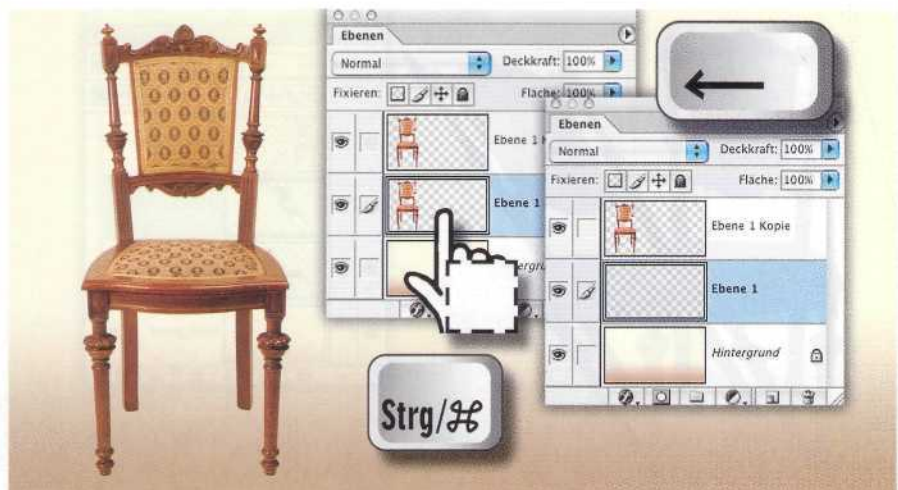 Ebenen
Normal Deckkraft: 100%
Fixieren: Fläche: 100%
Ebene 1
Ebene 1
Strg/⌘
Ebenen
Normal Deckkraft: 100%
Fixieren: Fläche: 100%
Ebene 1 Kopie
Ebene 1
Hintergrund